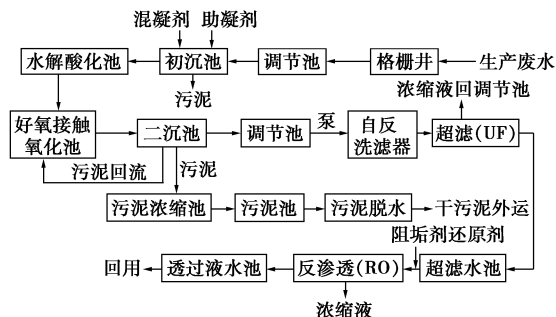 混凝剂 助凝剂
水解酸化池 初沉池 调节池 格栅井 生产废水
污泥 浓缩液回调节池
好氧接触
氧化池
二沉池 调节池 泵 自反
洗滤器
超滤(UF)
污泥回流 污泥
污泥浓缩池 污泥池 污泥脱水 干污泥外运
阻垢剂还原剂
回用 透过液水池 反渗透(RO) 超滤水池
浓缩液